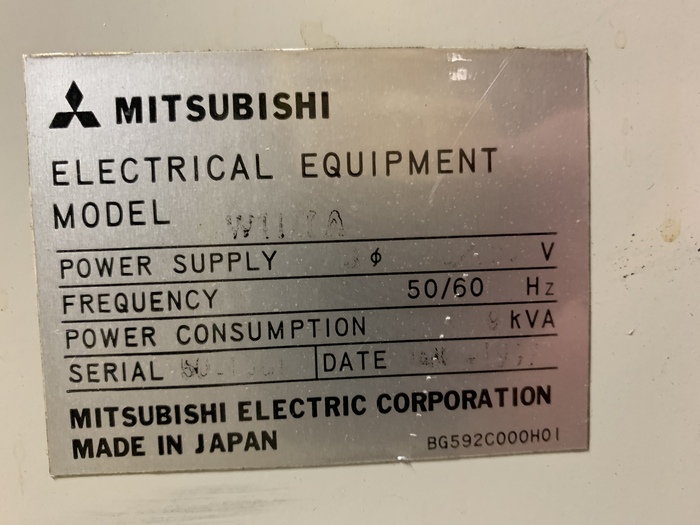 MITSUBISHI
ELECTRICAL EQUIPMENT
MODEL
POWER SUPPLY φ V
FREQUENCY 50/60 Hz
POWER CONSUMPTION kVA
SERIAL DATE
MITSUBISHI ELECTRIC CORPORATION
MADE IN JAPAN BG592C000H01